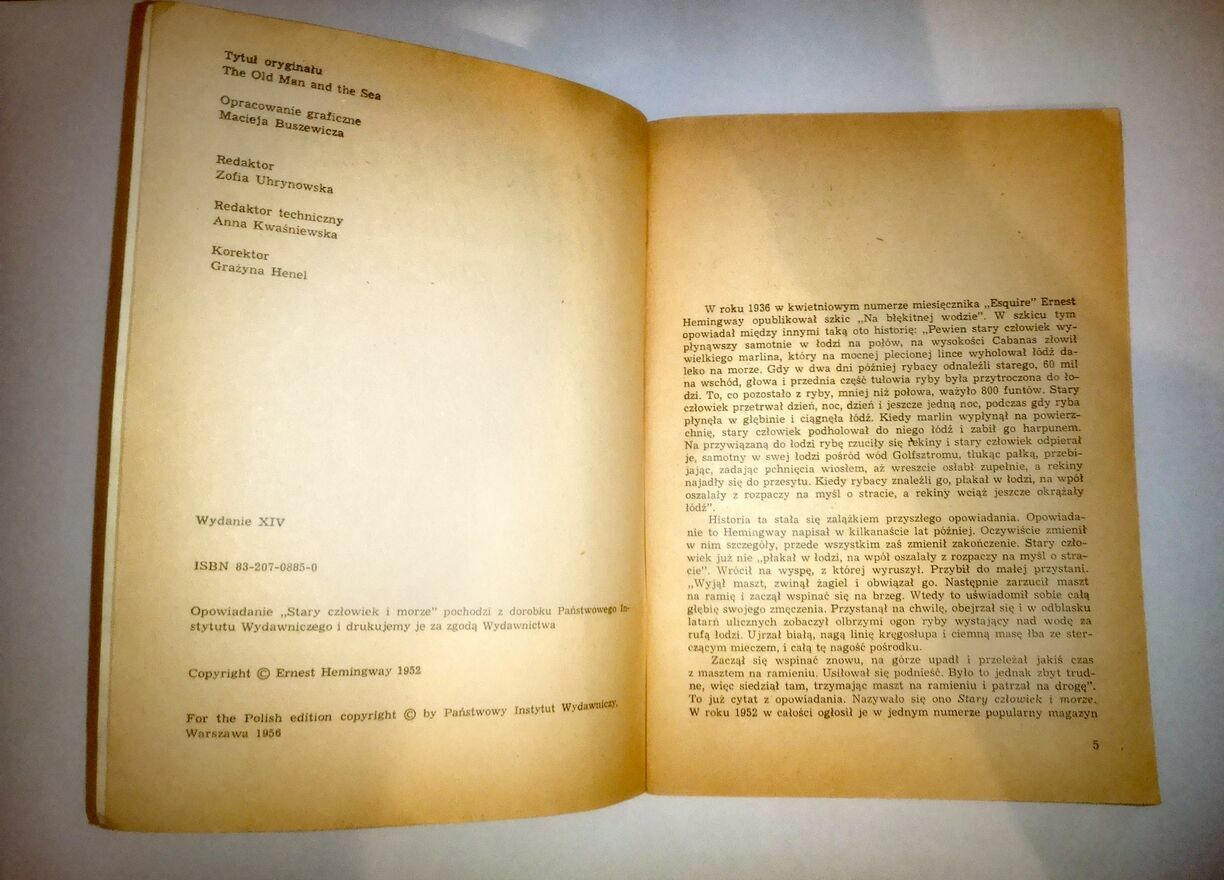 Tytuł oryginału
The Old Man and the Sea
Opracowanie graficzne
Macieja Buszewicza
Redaktor
Zofia Uhrynowska
Redaktor techniczny
Anna Kwaśniewska
Korektor
Grażyna Henel
Wydanie XIV
ISBN 83-207-0885-0
Opowiadanie „Stary człowiek i morze" pochodzi z dorobku Państwowego In-
stytutu Wydawniczego i drukujemy je za zgodą Wydawnictwa
Copyright © Ernest Hemingway 1952
For the Polish edition copyright © by Państwowy Instytut Wydawniczy,
Warszawa 1956
W roku 1936 w kwietniowym numerze miesięcznika „Esquire" Ernest
Hemingway opublikował szkic „Na błękitnej wodzie". W szkicu tym
opowiadał między innymi taką oto historię: „Pewien stary człowiek wy-
płynąwszy samotnie w łodzi na połów, na wysokości Cabanas złowił
wielkiego marlina, który na mocnej plecionej lince wyholował łódź da-
leko na morze. Gdy w dwa dni później rybacy odnaleźli starego, 60 mil
na wschód, głowa i przednia część tułowia ryby była przytroczona do ło-
dzi. To, co pozostało z ryby, mniej niż połowa, ważyło 800 funtów. Stary
człowiek przetrwał dzień, noc, dzień i jeszcze jedną noc, podczas gdy ryba
płynęła w głębinie i ciągnęła łódź. Kiedy marlin wypłynął na powierz-
chnię, stary człowiek podholował do niego łódź i zabił go harpunem.
Na przywiązaną do łodzi rybę rzuciły się rekiny i stary człowiek odpierał
je, samotny w swej łodzi pośród wód Golfsztromu, tłukąc pałką, przebi-
jając, zadając pchnięcia wiosłem, aż wreszcie osłabł zupełnie, a rekiny
najadły się do przesytu. Kiedy rybacy znaleźli go, płakał w łodzi, na wpół
oszalały z rozpaczy na myśl o stracie, a rekiny wciąż jeszcze okrążały
łódź".
Historia ta stała się zalążkiem przyszłego opowiadania. Opowiada-
nie to Hemingway napisał w kilkanaście lat później. Oczywiście zmienił
w nim szczegóły, przede wszystkim zaś zmienił zakończenie. Stary czło-
wiek już nie „płakał w łodzi, na wpół oszalały z rozpaczy na myśl o stra-
cie". Wrócił na wyspę, z której wyruszył. Przybił do małej przystani.
„Wyjął maszt, zwinął żagiel i obwiązał go. Następnie zarzucił maszt
na ramię i zaczął wspinać się na brzeg. Wtedy to uświadomił sobie całą
głębię swojego zmęczenia. Przystanął na chwilę, obejrzał się i w odblasku
latarń ulicznych zobaczył olbrzymi ogon ryby wystający nad wodę za
rufą łodzi. Ujrzał białą, nagą linię kręgosłupa i ciemną masę łba ze ster-
czącym mieczem, i całą tę nagość pośrodku.
Zaczął się wspinać znowu, na górze upadł i przeleżał jakiś czas
z masztem na ramieniu. Usiłował się podnieść. Było to jednak zbyt trud-
ne, więc siedział tam, trzymając maszt na ramieniu i patrzał na drogę".
To już cytat z opowiadania. Nazywało się ono Stary człowiek i morze.
W roku 1952 w całości ogłosił je w jednym numerze popularny magazyn
5